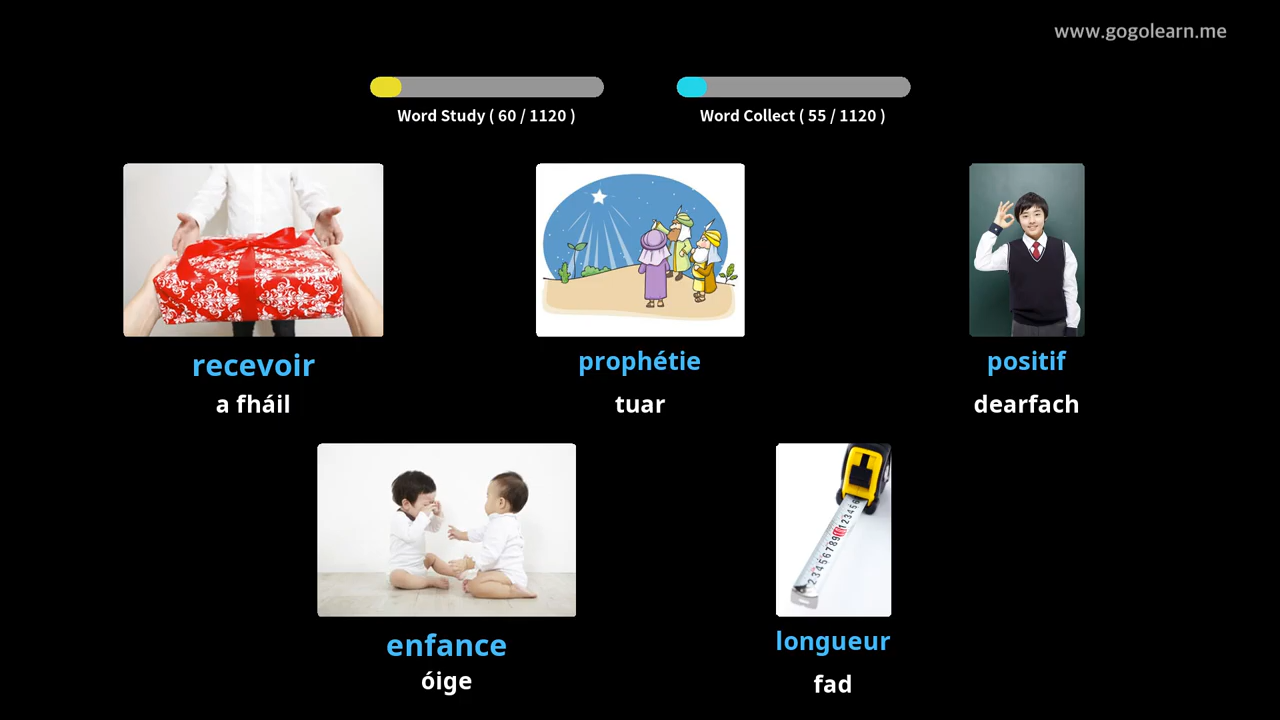 www.gogolearn.me
Word Study ( 60 / 1120 )
Word Collect ( 55 / 1120 )
recevoir
a fháil
prophétie
tuar
positif
dearfach
enfance
óige
longueur
fad